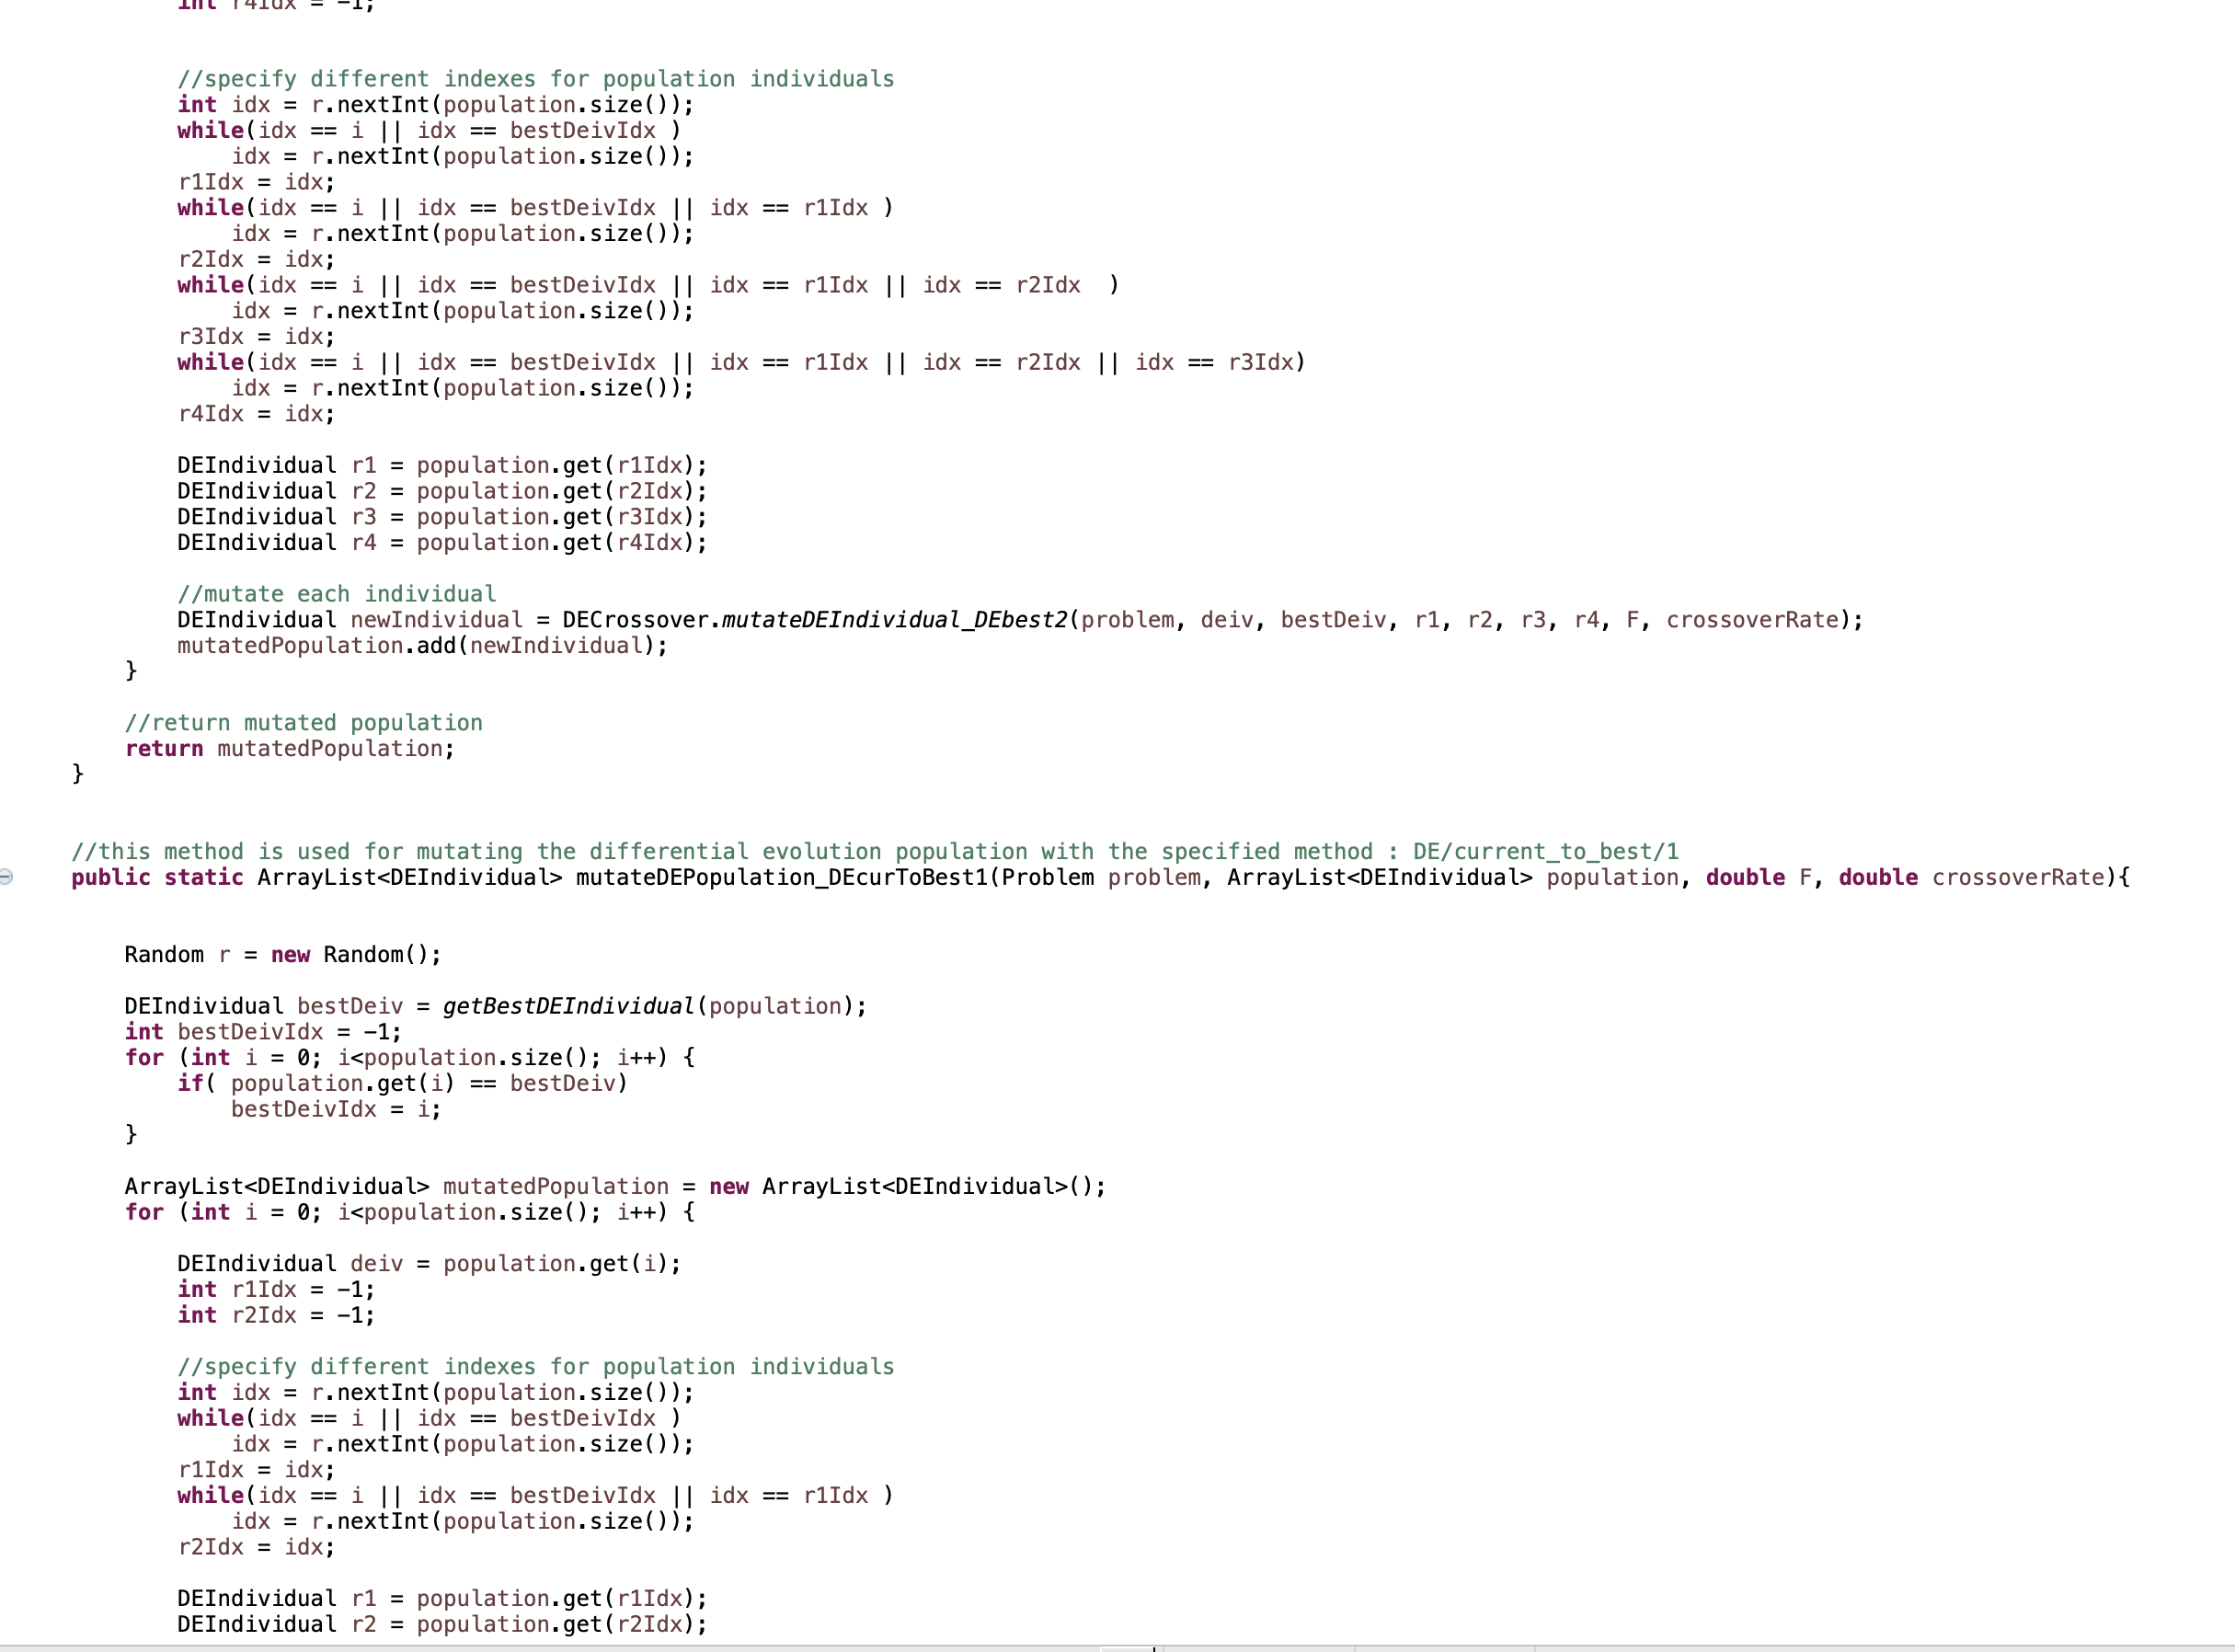 int r4Idx = -1;
//specify different indexes for population individuals
int idx = r.nextInt(population.size());
while(idx == i || idx == bestDeivIdx )
idx = r.nextInt(population.size());
r1Idx = idx;
while(idx == i || idx == bestDeivIdx || idx == r1Idx )
idx = r.nextInt(population.size());
r2Idx = idx;
while(idx == i || idx == bestDeivIdx || idx == r1Idx || idx == r2Idx  )
idx = r.nextInt(population.size());
r3Idx = idx;
while(idx == i || idx == bestDeivIdx || idx == r1Idx || idx == r2Idx || idx == r3Idx)
idx = r.nextInt(population.size());
r4Idx = idx;
DEIndividual r1 = population.get(r1Idx);
DEIndividual r2 = population.get(r2Idx);
DEIndividual r3 = population.get(r3Idx);
DEIndividual r4 = population.get(r4Idx);
//mutate each individual
DEIndividual newIndividual = DECrossover.mutateDEIndividual_DEbest2(problem, deiv, bestDeiv, r1, r2, r3, r4, F, crossoverRate);
mutatedPopulation.add(newIndividual);
}
//return mutated population
return mutatedPopulation;
}
//this method is used for mutating the differential evolution population with the specified method : DE/current_to_best/1
public static ArrayList<DEIndividual> mutateDEPopulation_DEcurToBest1(Problem problem, ArrayList<DEIndividual> population, double F, double crossoverRate){
Random r = new Random();
DEIndividual bestDeiv = getBestDEIndividual(population);
int bestDeivIdx = -1;
for (int i = 0; i<population.size(); i++) {
if( population.get(i) == bestDeiv)
bestDeivIdx = i;
}
ArrayList<DEIndividual> mutatedPopulation = new ArrayList<DEIndividual>();
for (int i = 0; i<population.size(); i++) {
DEIndividual deiv = population.get(i);
int r1Idx = -1;
int r2Idx = -1;
//specify different indexes for population individuals
int idx = r.nextInt(population.size());
while(idx == i || idx == bestDeivIdx )
idx = r.nextInt(population.size());
r1Idx = idx;
while(idx == i || idx == bestDeivIdx || idx == r1Idx )
idx = r.nextInt(population.size());
r2Idx = idx;
DEIndividual r1 = population.get(r1Idx);
DEIndividual r2 = population.get(r2Idx);